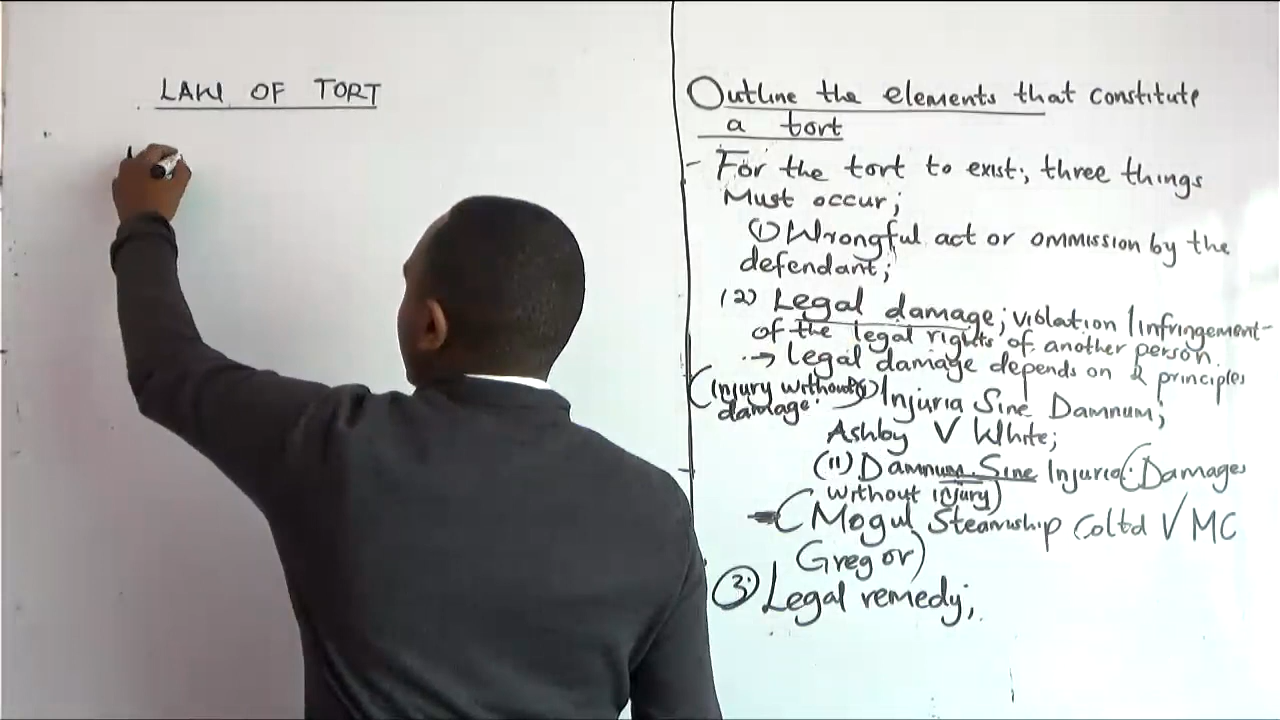 LAW OF TORT
Outline the elements that constitute
a tort
- For the tort to exist; three things
Must occur;
(1) Wrongful act or ommission by the
defendant;
(2) Legal damage; violation / infringement
of the legal rights of another person.
→ legal damage depends on 2 principles
(Injury without damage) (i) Injuria Sine Damnum;
Ashby V White;
(11) Damnum Sine Injuria (Damages
without injury)
(Mogul Steamship Co ltd V MC
Gregor)
(3) Legal remedy;